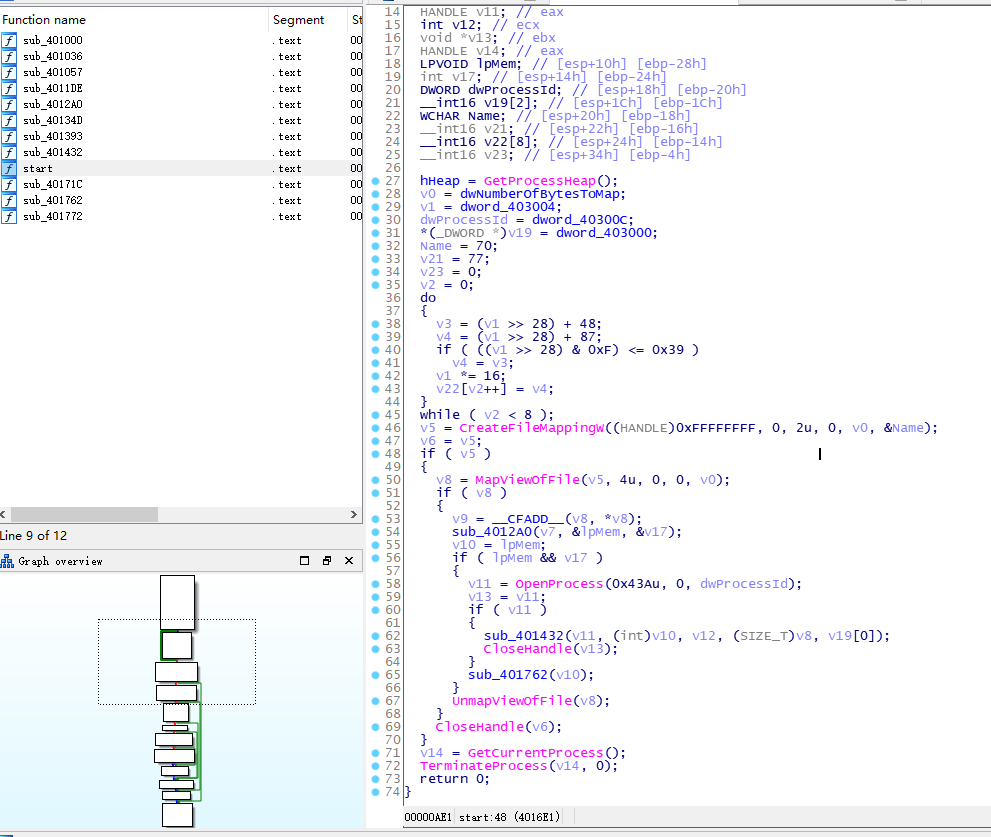 Function name Segment St
f sub_401000 .text 00
f sub_401036 .text 00
f sub_401057 .text 00
f sub_4011DE .text 00
f sub_4012A0 .text 00
f sub_40134D .text 00
f sub_401393 .text 00
f sub_401432 .text 00
f start .text 00
f sub_40171C .text 00
f sub_401762 .text 00
f sub_401772 .text 00
Line 9 of 12
Graph overview
14 HANDLE v11; // eax
15 int v12; // ecx
16 void *v13; // ebx
17 HANDLE v14; // eax
18 LPVOID lpMem; // [esp+10h] [ebp-28h]
19 int v17; // [esp+14h] [ebp-24h]
20 DWORD dwProcessId; // [esp+18h] [ebp-20h]
21 __int16 v19[2]; // [esp+1Ch] [ebp-1Ch]
22 WCHAR Name; // [esp+20h] [ebp-18h]
23 __int16 v21; // [esp+22h] [ebp-16h]
24 __int16 v22[8]; // [esp+24h] [ebp-14h]
25 __int16 v23; // [esp+34h] [ebp-4h]
26
27 hHeap = GetProcessHeap();
28 v0 = dwNumberOfBytesToMap;
29 v1 = dword_403004;
30 dwProcessId = dword_40300C;
31 *(_DWORD *)v19 = dword_403000;
32 Name = 70;
33 v21 = 77;
34 v23 = 0;
35 v2 = 0;
36 do
37 {
38 v3 = (v1 >> 28) + 48;
39 v4 = (v1 >> 28) + 87;
40 if ( ((v1 >> 28) & 0xF) <= 0x39 )
41 v4 = v3;
42 v1 *= 16;
43 v22[v2++] = v4;
44 }
45 while ( v2 < 8 );
46 v5 = CreateFileMappingW((HANDLE)0xFFFFFFFF, 0, 2u, 0, v0, &Name);
47 v6 = v5;
48 if ( v5 )
49 {
50 v8 = MapViewOfFile(v5, 4u, 0, 0, v0);
51 if ( v8 )
52 {
53 v9 = __CFADD__(v8, *v8);
54 sub_4012A0(v7, &lpMem, &v17);
55 v10 = lpMem;
56 if ( lpMem && v17 )
57 {
58 v11 = OpenProcess(0x43Au, 0, dwProcessId);
59 v13 = v11;
60 if ( v11 )
61 {
62 sub_401432(v11, (int)v10, v12, (SIZE_T)v8, v19[0]);
63 CloseHandle(v13);
64 }
65 sub_401762(v10);
66 }
67 UnmapViewOfFile(v8);
68 }
69 CloseHandle(v6);
70 }
71 v14 = GetCurrentProcess();
72 TerminateProcess(v14, 0);
73 return 0;
74 }
00000AE1 start:48 (4016E1)